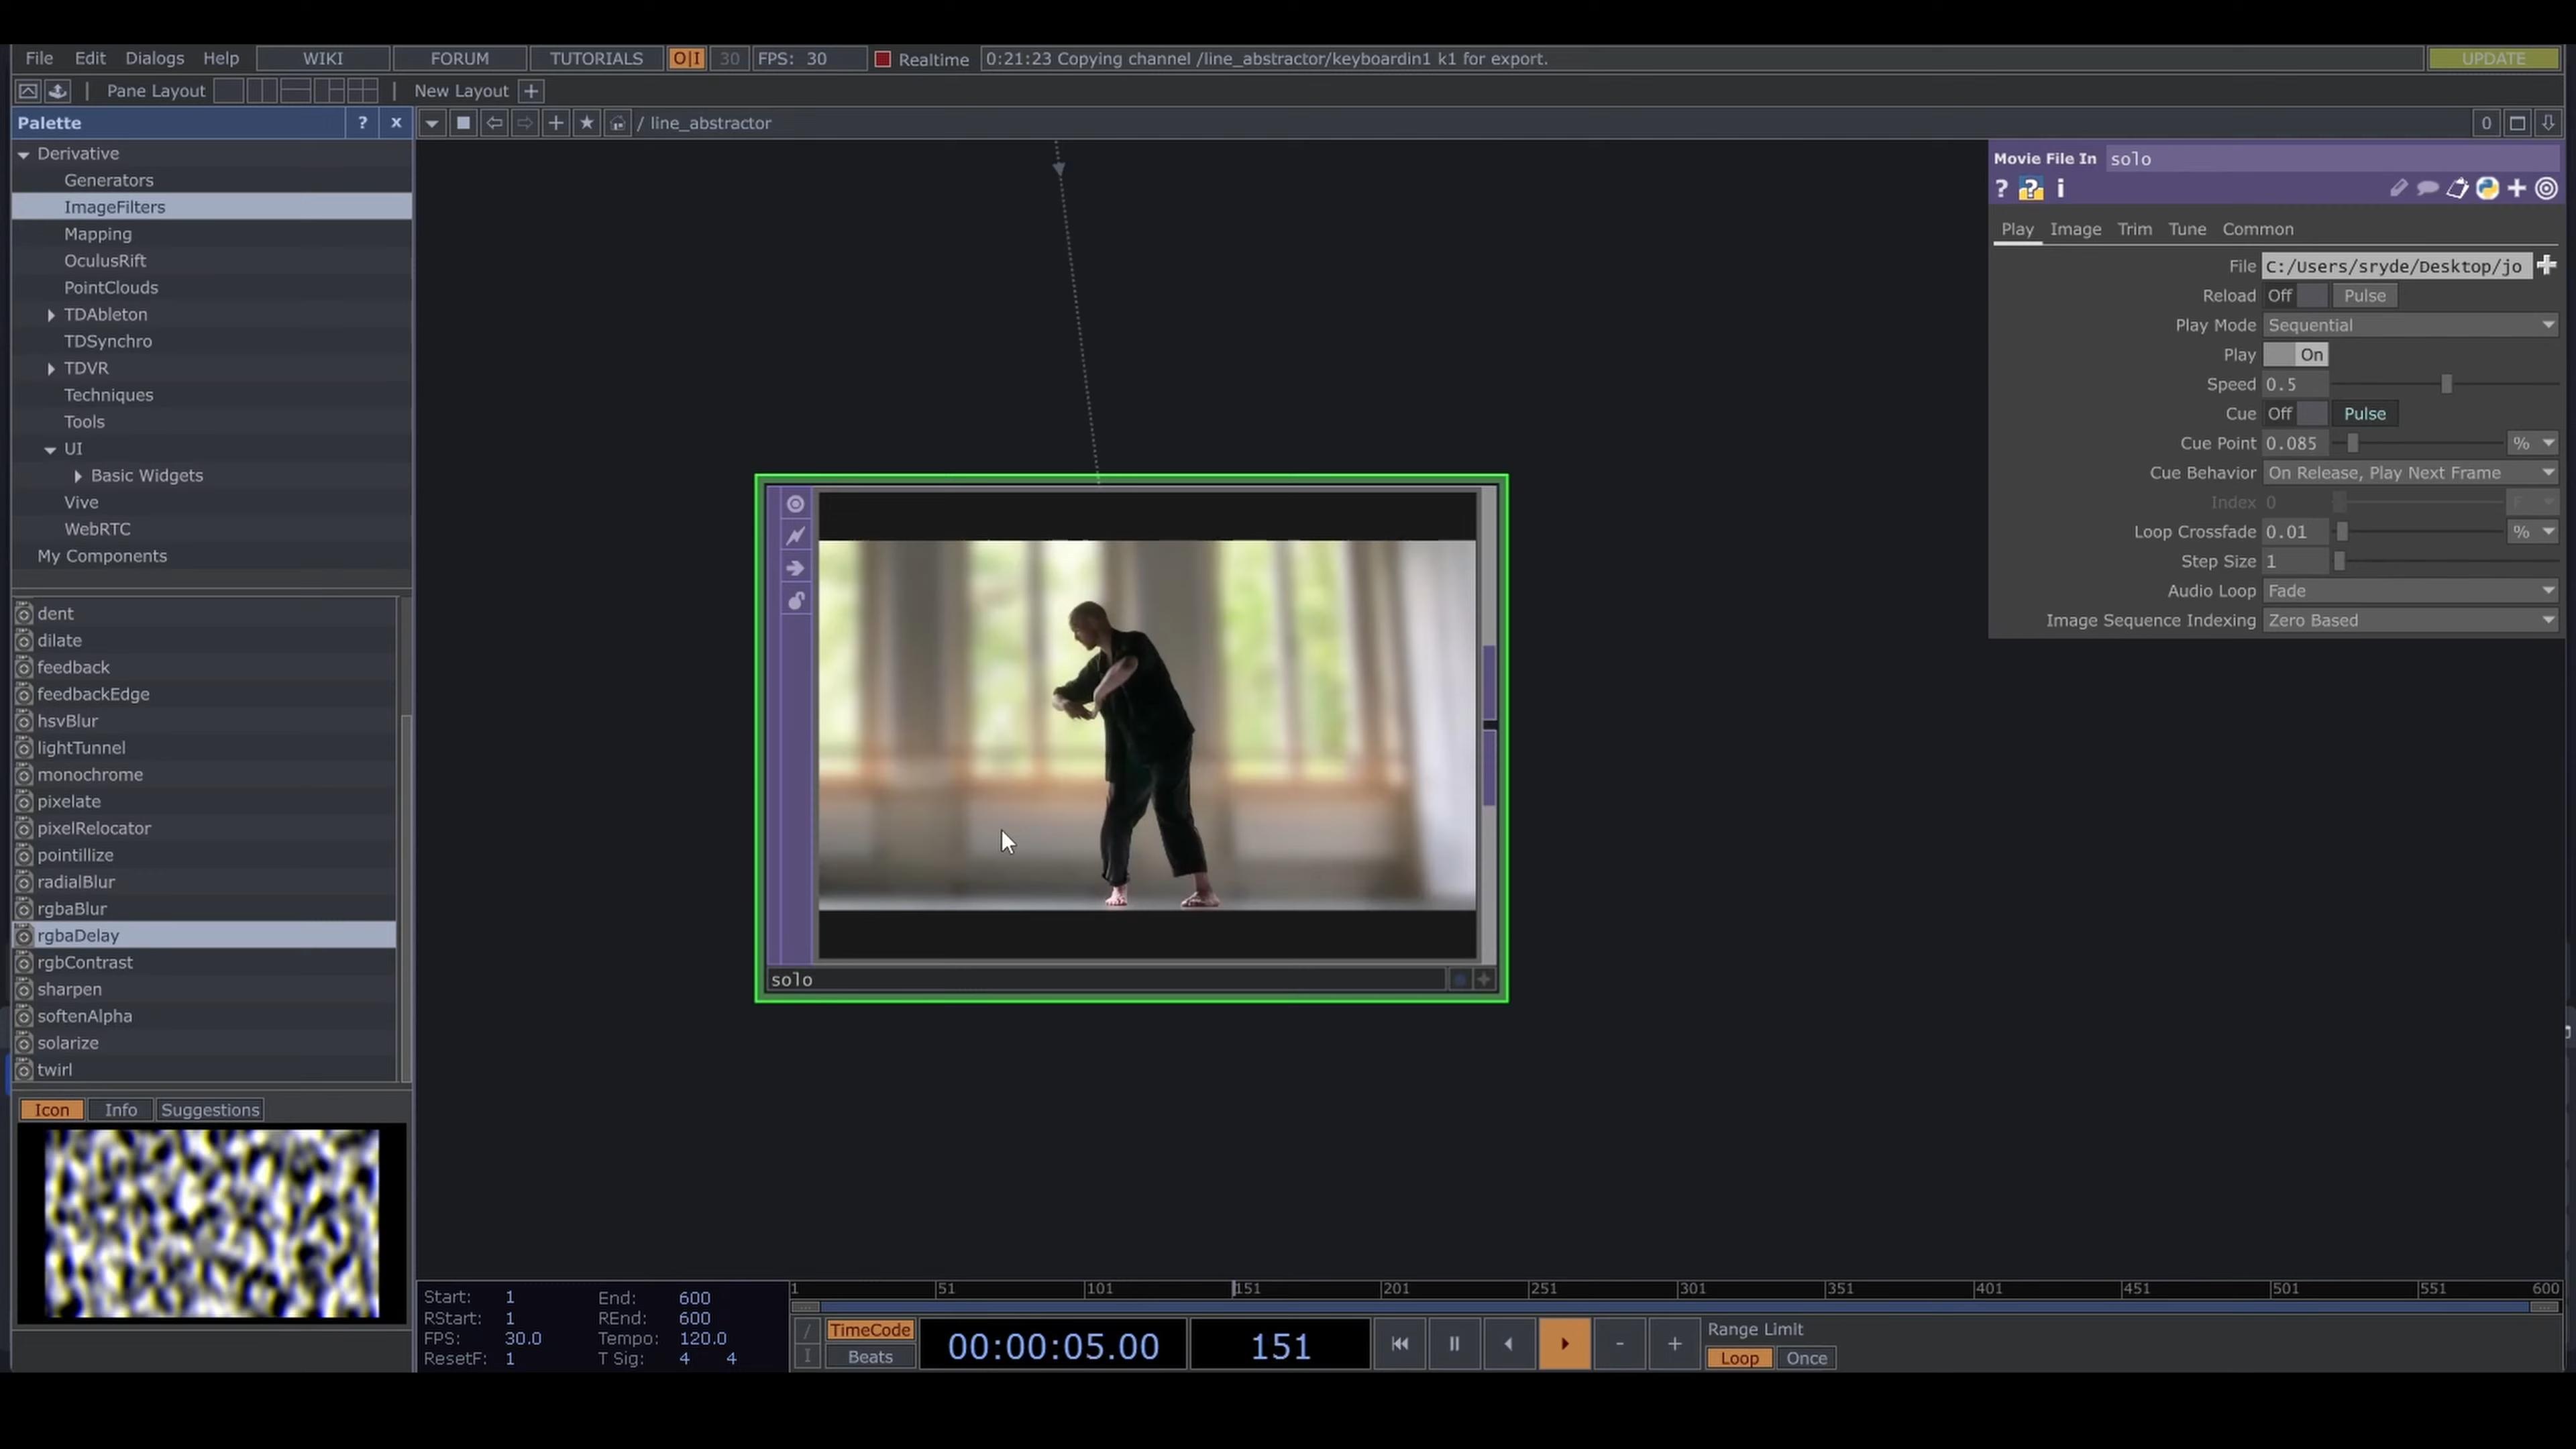 File Edit Dialogs Help WIKI FORUM TUTORIALS O|I 30 FPS: 30 Realtime 0:21:23 Copying channel /line_abstractor/keyboardin1 k1 for export. UPDATE
Pane Layout New Layout +
Palette ? x
/ line_abstractor 0
Derivative
Generators
ImageFilters
Mapping
OculusRift
PointClouds
TDAbleton
TDSynchro
TDVR
Techniques
Tools
UI
Basic Widgets
Vive
WebRTC
My Components
dent
dilate
feedback
feedbackEdge
hsvBlur
lightTunnel
monochrome
pixelate
pixelRelocator
pointillize
radialBlur
rgbaBlur
rgbaDelay
rgbContrast
sharpen
softenAlpha
solarize
twirl
Icon Info Suggestions
solo
Movie File In solo
? ? i
Play Image Trim Tune Common
File C:/Users/sryde/Desktop/jo
Reload Off Pulse
Play Mode Sequential
Play On
Speed 0.5
Cue Off Pulse
Cue Point 0.085 %
Cue Behavior On Release, Play Next Frame
Index 0 F
Loop Crossfade 0.01 %
Step Size 1
Audio Loop Fade
Image Sequence Indexing Zero Based
1 51 101 151 201 251 301 351 401 451 501 551 600
Start: 1 End: 600
RStart: 1 REnd: 600
FPS: 30.0 Tempo: 120.0
ResetF: 1 T Sig: 4 4
/ I
TimeCode
Beats
00:00:05.00 151
- +
Range Limit
Loop Once